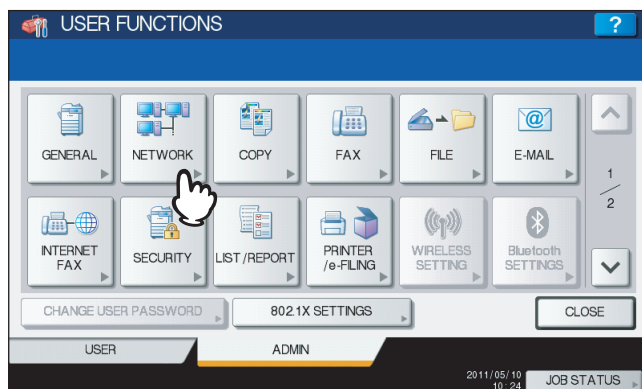 USER FUNCTIONS
?
GENERAL
NETWORK
COPY
FAX
FILE
@
E-MAIL
1
2
INTERNET
FAX
SECURITY
LIST/REPORT
PRINTER
/e-FILING
WIRELESS
SETTING
Bluetooth
SETTINGS
CHANGE USER PASSWORD
802.1X SETTINGS
CLOSE
USER
ADMIN
2011/05/10
10:24
JOB STATUS